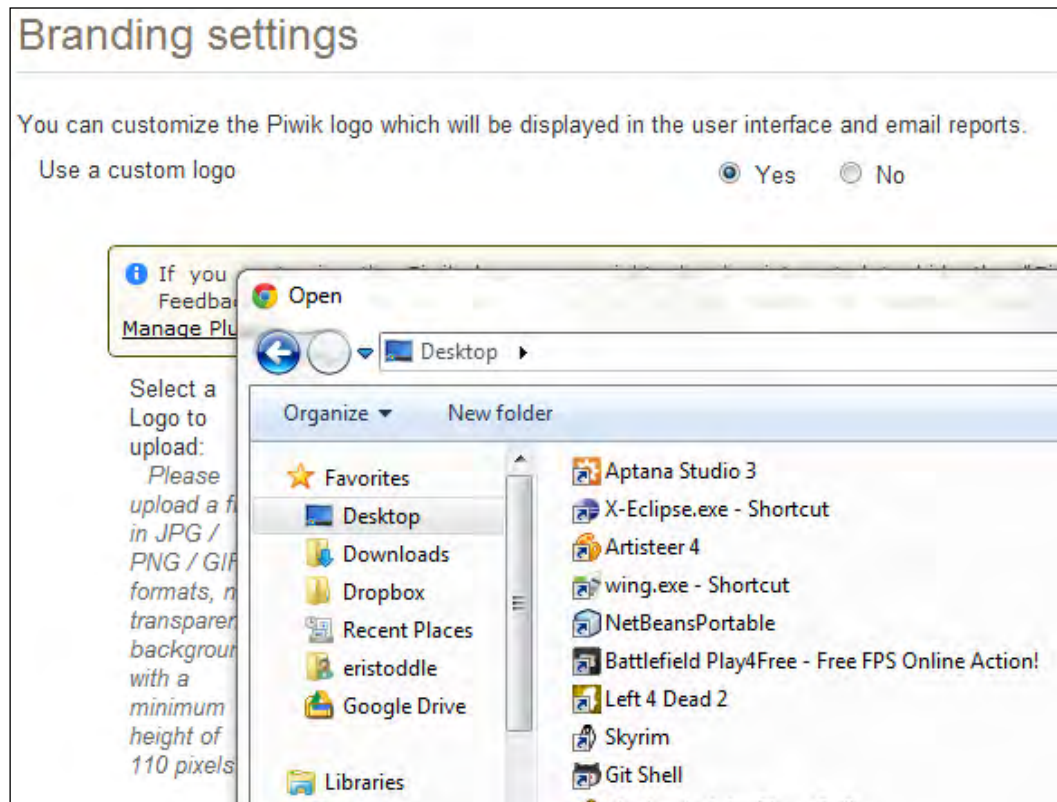 Branding settings
You can customize the Piwik logo which will be displayed in the user interface and email reports.
Use a custom logo
Yes
No
If you
Feedba
Manage Plu
Open
Desktop
Organize
New folder
Select a
Logo to
upload:
Please
upload a
in JPG /
PNG / GIF
formats, n
transparen
backgroun
with a
minimum
height of
110 pixels
Favorites
Desktop
Downloads
Dropbox
Recent Places
eristoddle
Google Drive
Libraries
Aptana Studio 3
X-Eclipse.exe - Shortcut
Artisteer 4
wing.exe - Shortcut
NetBeansPortable
Battlefield Play4Free - Free FPS Online Action!
Left 4 Dead 2
Skyrim
Git Shell